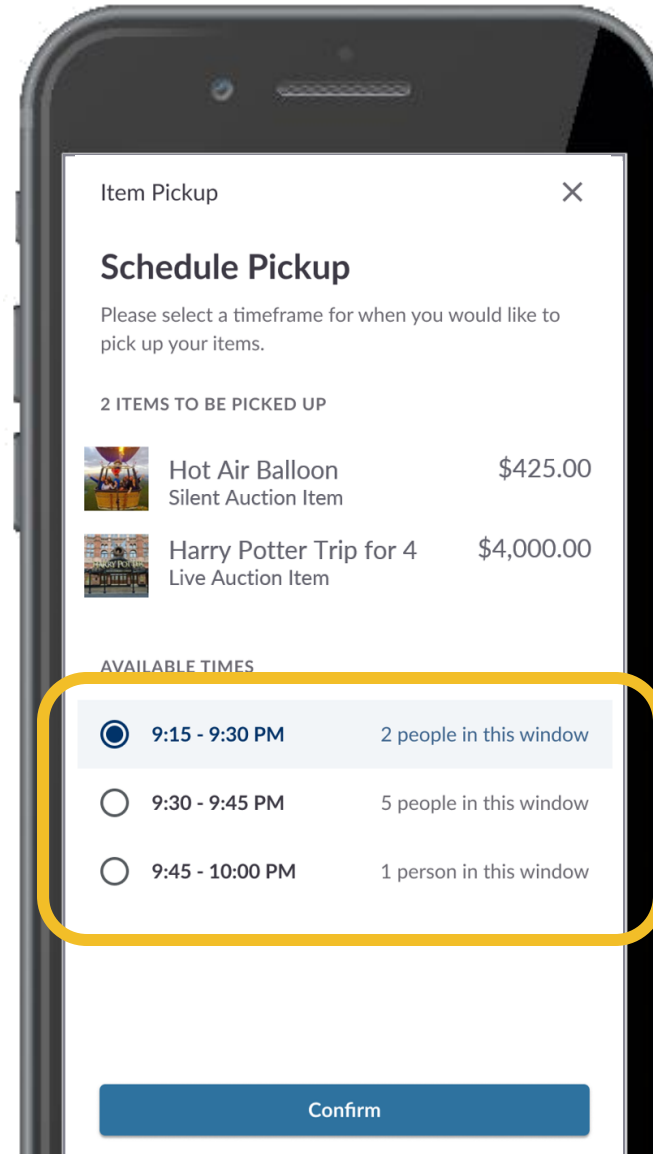 Item Pickup
Schedule Pickup
Please select a timeframe for when you would like to
pick up your items.
2 ITEMS TO BE PICKED UP
Hot Air Balloon $425.00
Silent Auction Item
Harry Potter Trip for 4 $4,000.00
Live Auction Item
AVAILABLE TIMES
9:15 - 9:30 PM 2 people in this window
9:30 - 9:45 PM 5 people in this window
9:45 - 10:00 PM 1 person in this window
Confirm